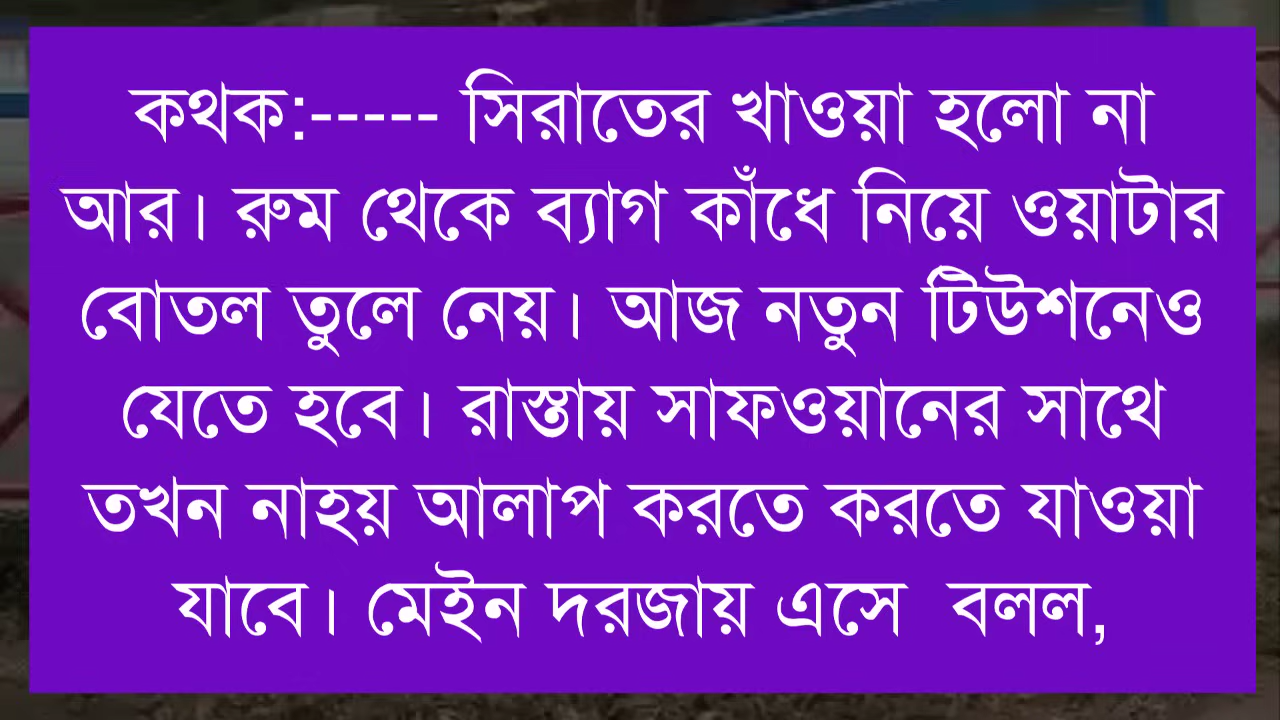 কথক:----- সিরাতের খাওয়া হলো না
আর। রুম থেকে ব্যাগ কাঁধে নিয়ে ওয়াটার
বোতল তুলে নেয়। আজ নতুন টিউশনেও
যেতে হবে। রাস্তায় সাফওয়ানের সাথে
তখন নাহয় আলাপ করতে করতে যাওয়া
যাবে। মেইন দরজায় এসে  বলল,